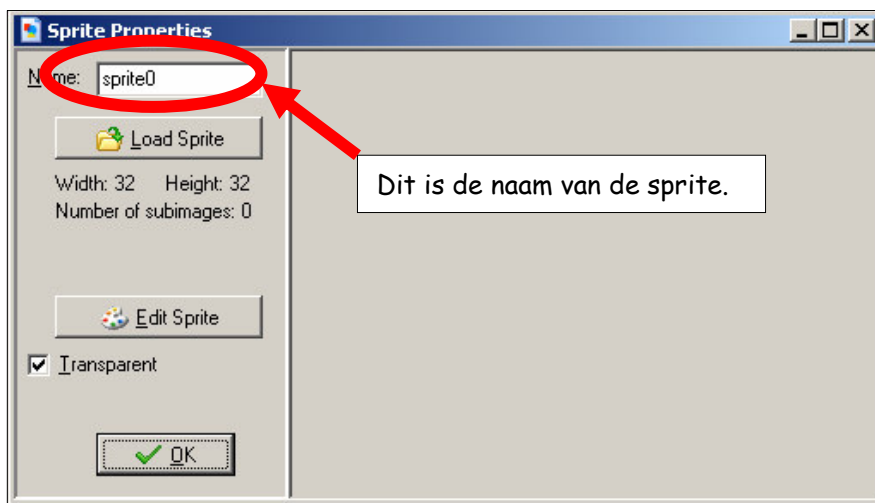 Sprite Properties
Name: sprite0
Load Sprite
Width: 32 Height: 32
Number of subimages: 0
Edit Sprite
Transparent
OK
Dit is de naam van de sprite.